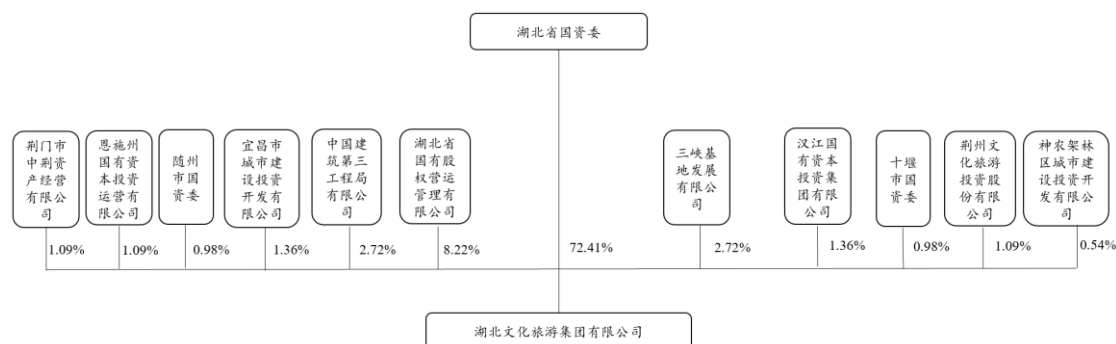 湖北省国资委
荆门市
中荆资
产经营
有限公
司
恩施州
国有资
本投资
运营有
限公司
随州
市国
资委
宜昌市
城市建
设投资
开发有
限公司
中国建
筑第三
工程局
有限公
司
湖北省
国有股
权营运
管理有
限公司
三峡基
地发展
有限公
司
汉江国
有资本
投资集
团有限
公司
十堰
市国
资委
荆州文
化旅游
投资股
份有限
公司
神农架林
区城市建
设投资开
发有限公
司
1.09%
1.09%
0.98%
1.36%
2.72%
8.22%
72.41%
2.72%
1.36%
0.98%
1.09%
0.54%
湖北文化旅游集团有限公司